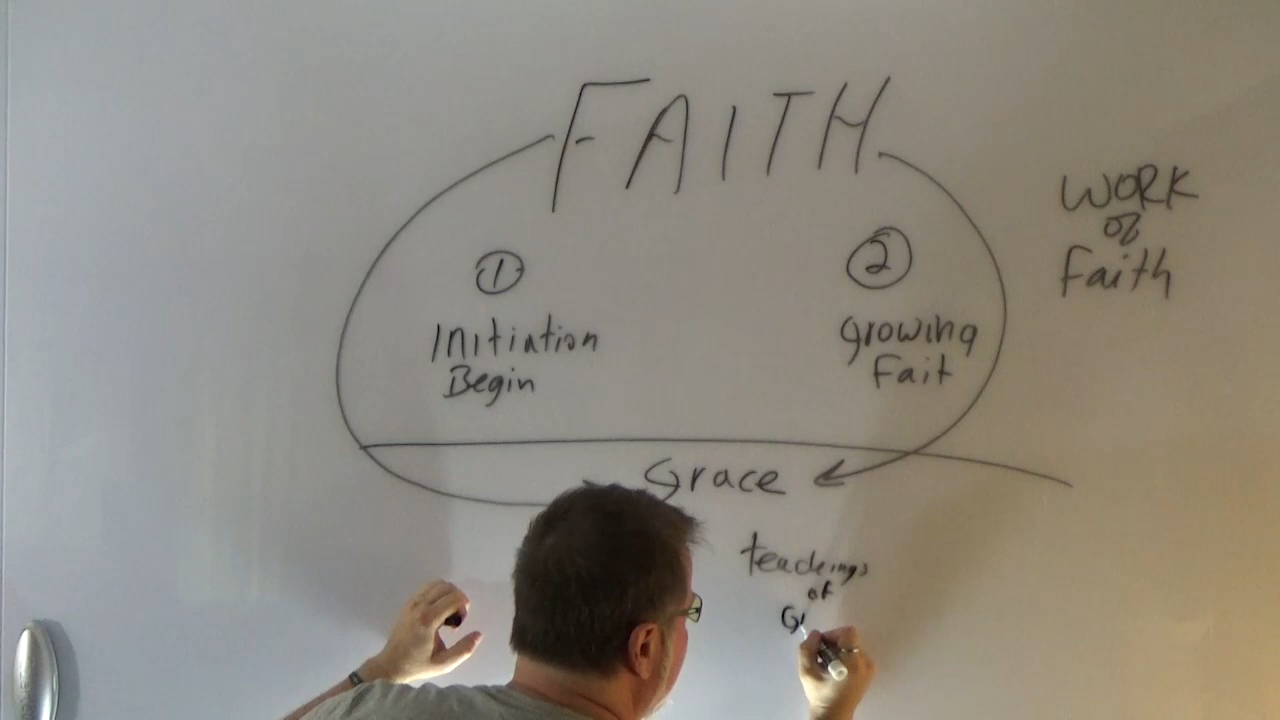 FAITH
WORK
of
Faith
1
Initiation
Begin
2
Growing
Fait
Grace
teachings
of